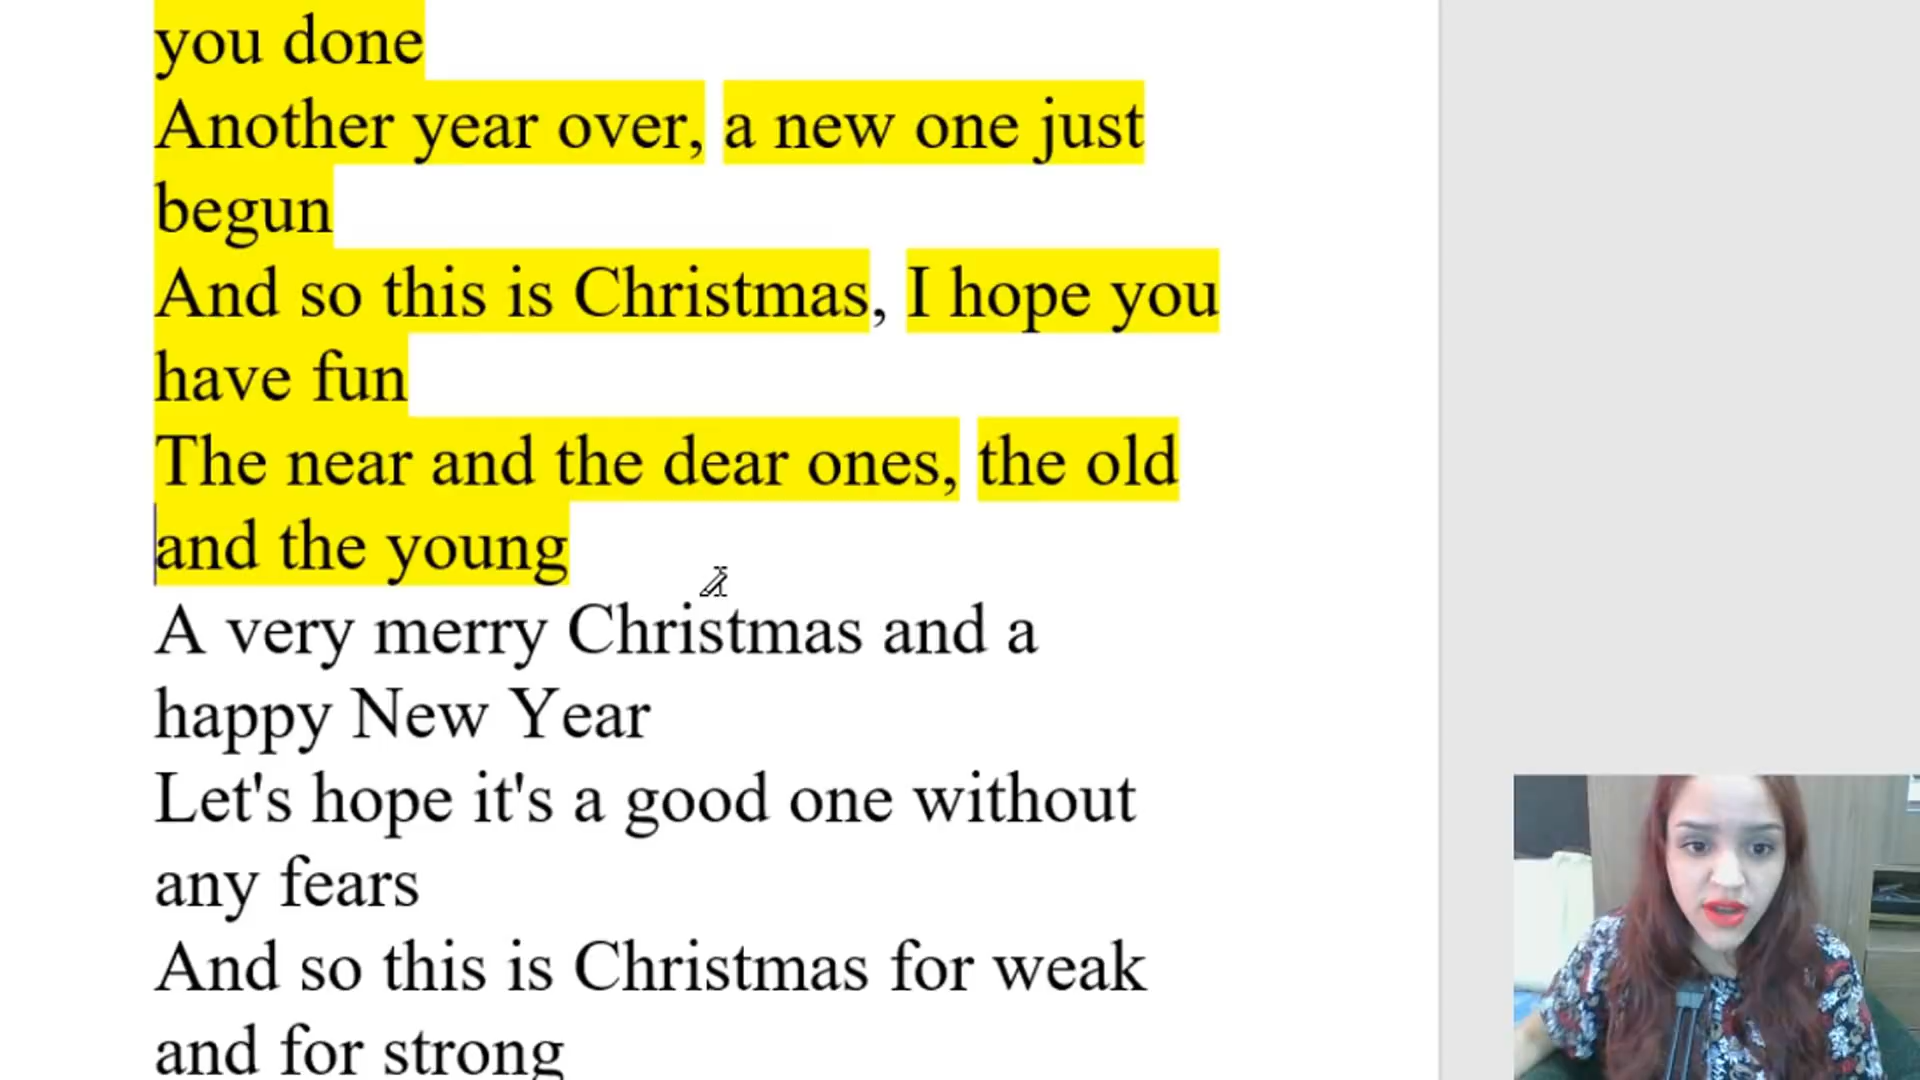 you done
Another year over, a new one just
begun
And so this is Christmas, I hope you
have fun
The near and the dear ones, the old
and the young
A very merry Christmas and a
happy New Year
Let's hope it's a good one without
any fears
And so this is Christmas for weak
and for strong